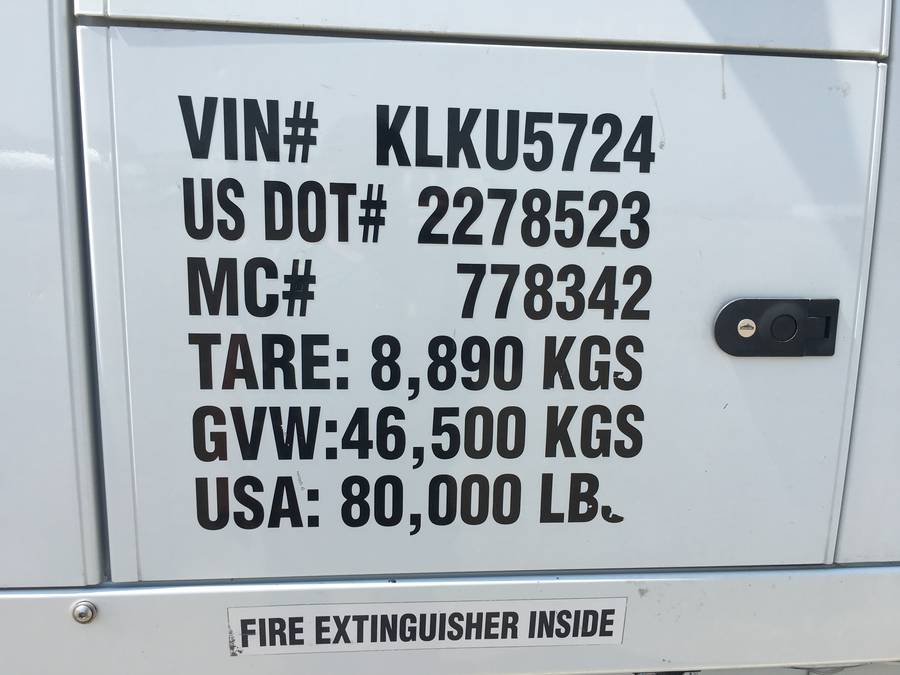 VIN# KLKU5724
US DOT# 2278523
MC# 778342
TARE: 8,890 KGS
GVW:46,500 KGS
USA: 80,000 LBS
FIRE EXTINGUISHER INSIDE